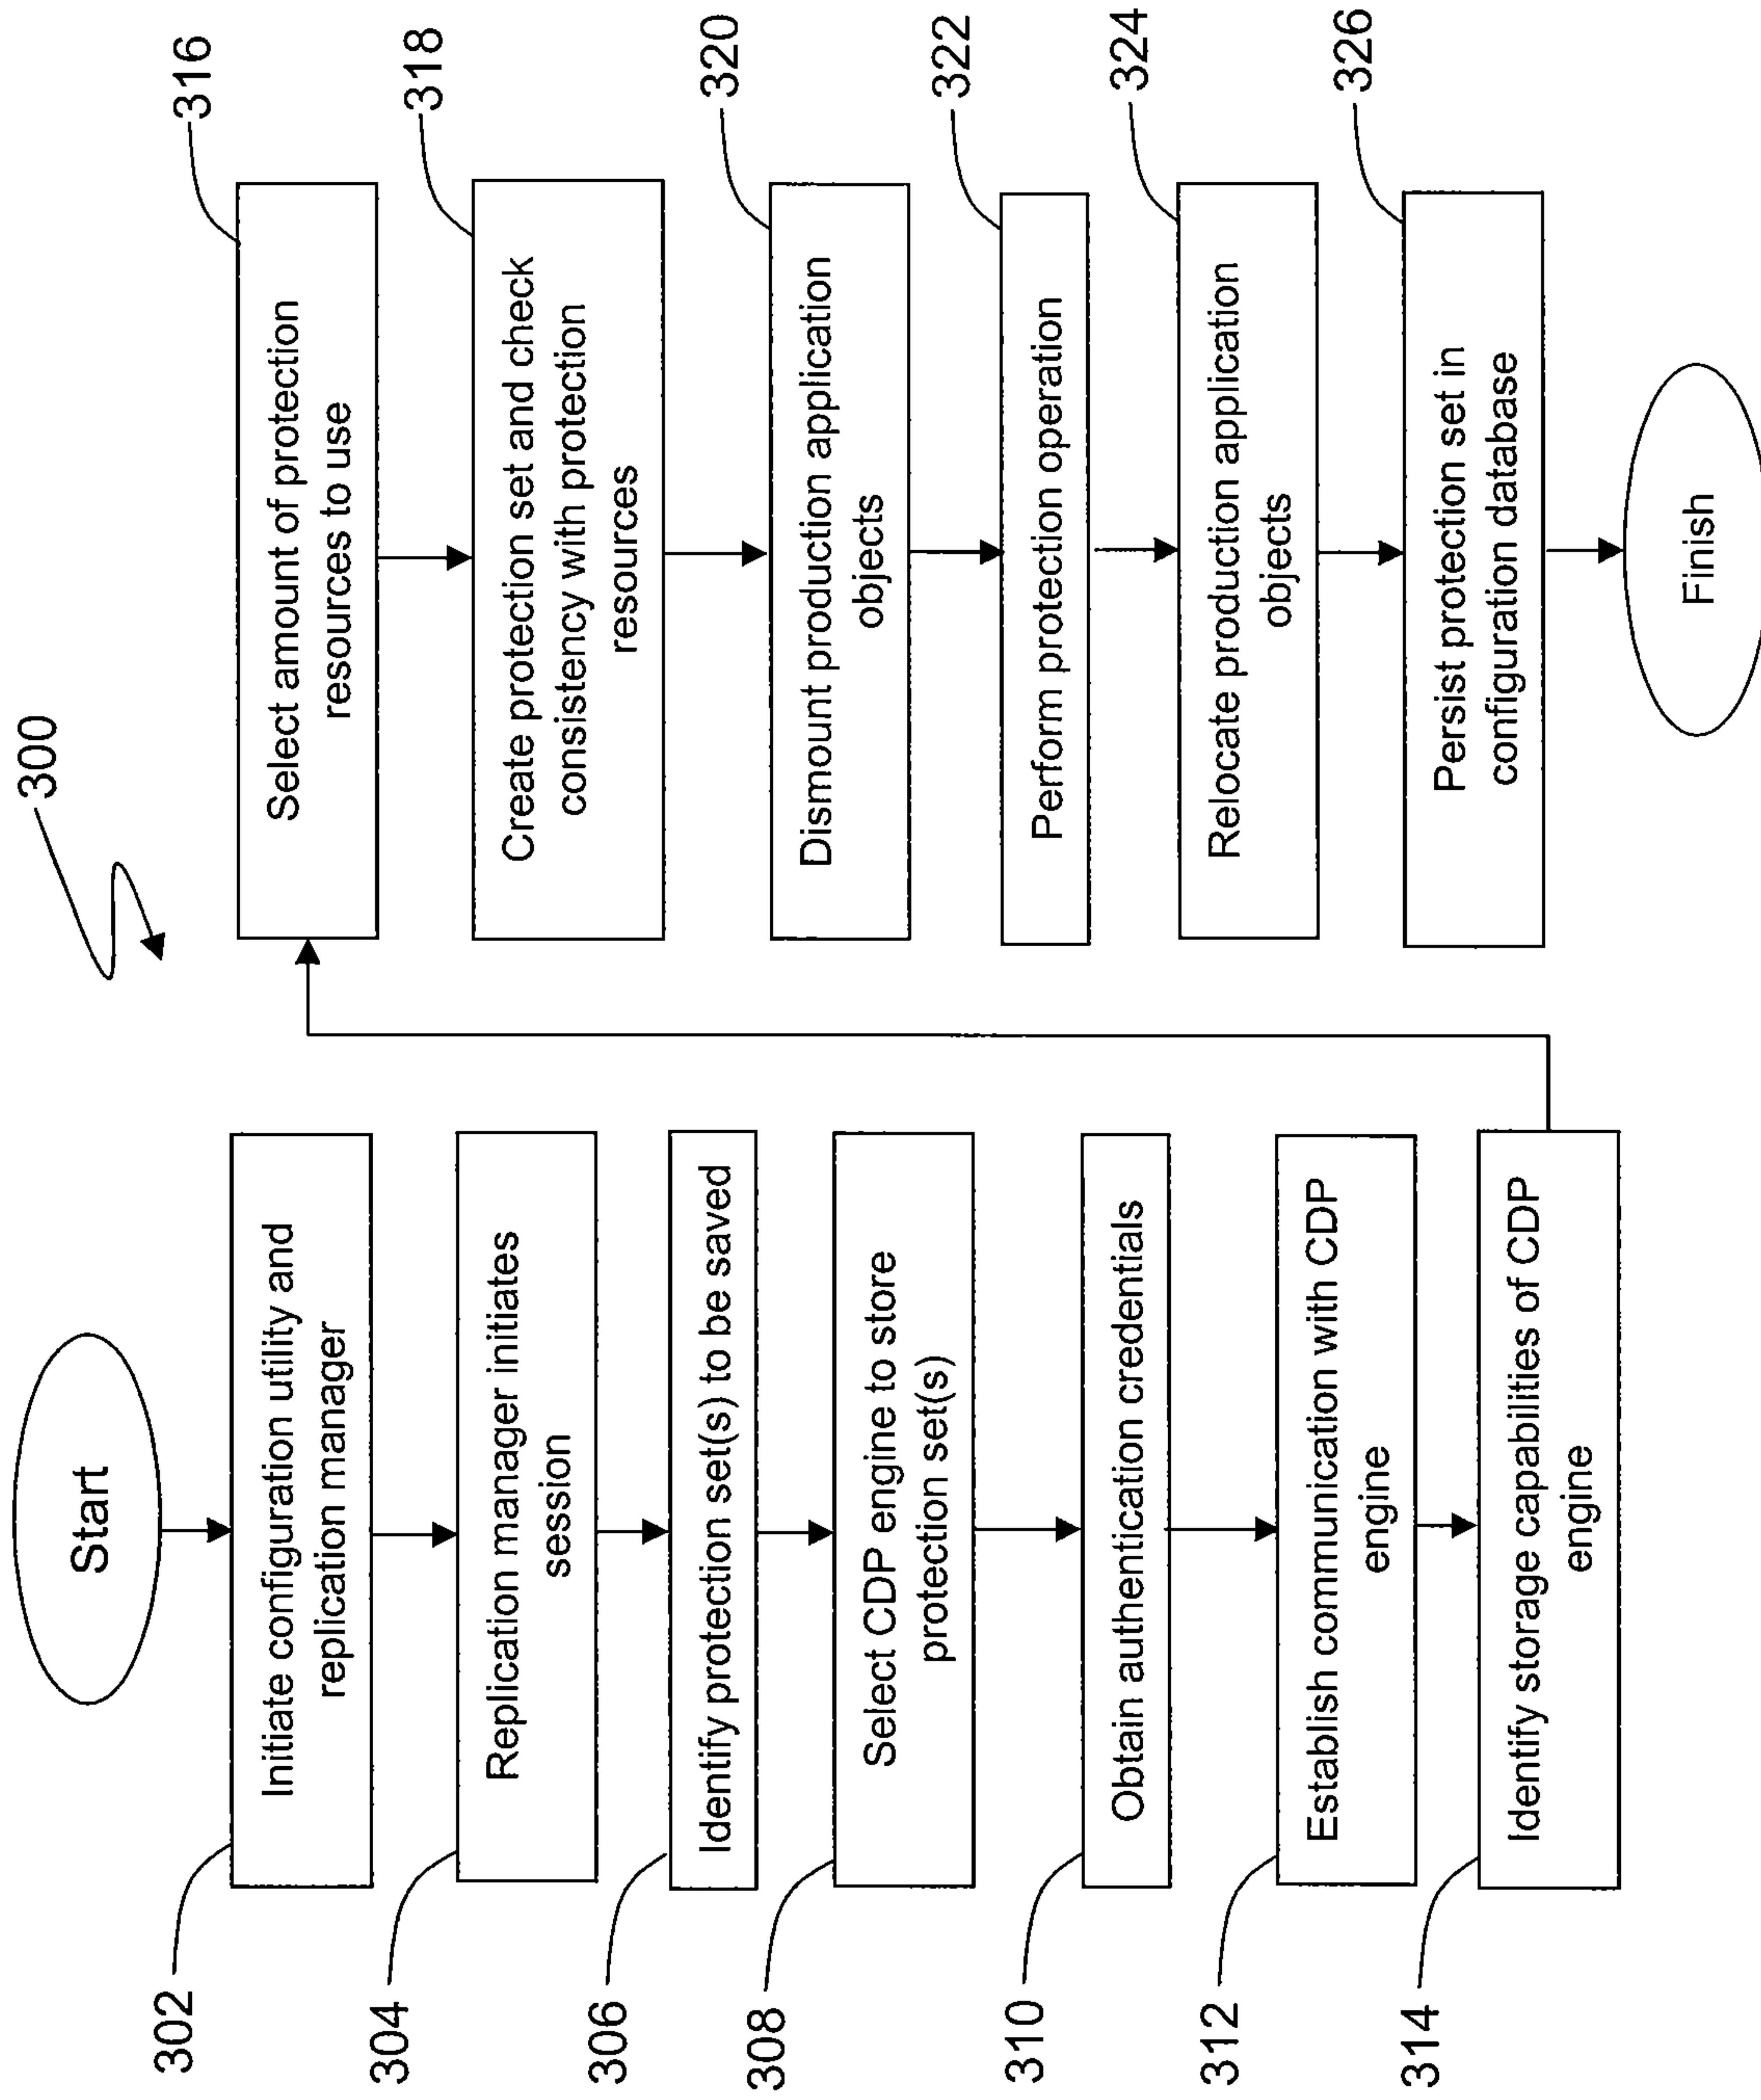 300
Start
302
Initiate configuration utility and
replication manager
304
Replication manager initiates
session
306
Identify protection set(s) to be saved
308
Select CDP engine to store
protection set(s)
310
Obtain authentication credentials
312
Establish communication with CDP
engine
314
Identify storage capabilities of CDP
engine
316
Select amount of protection
resources to use
318
Create protection set and check
consistency with protection
resources
320
Dismount production application
objects
322
Perform protection operation
324
Relocate production application
objects
326
Persist protection set in
configuration database
Finish